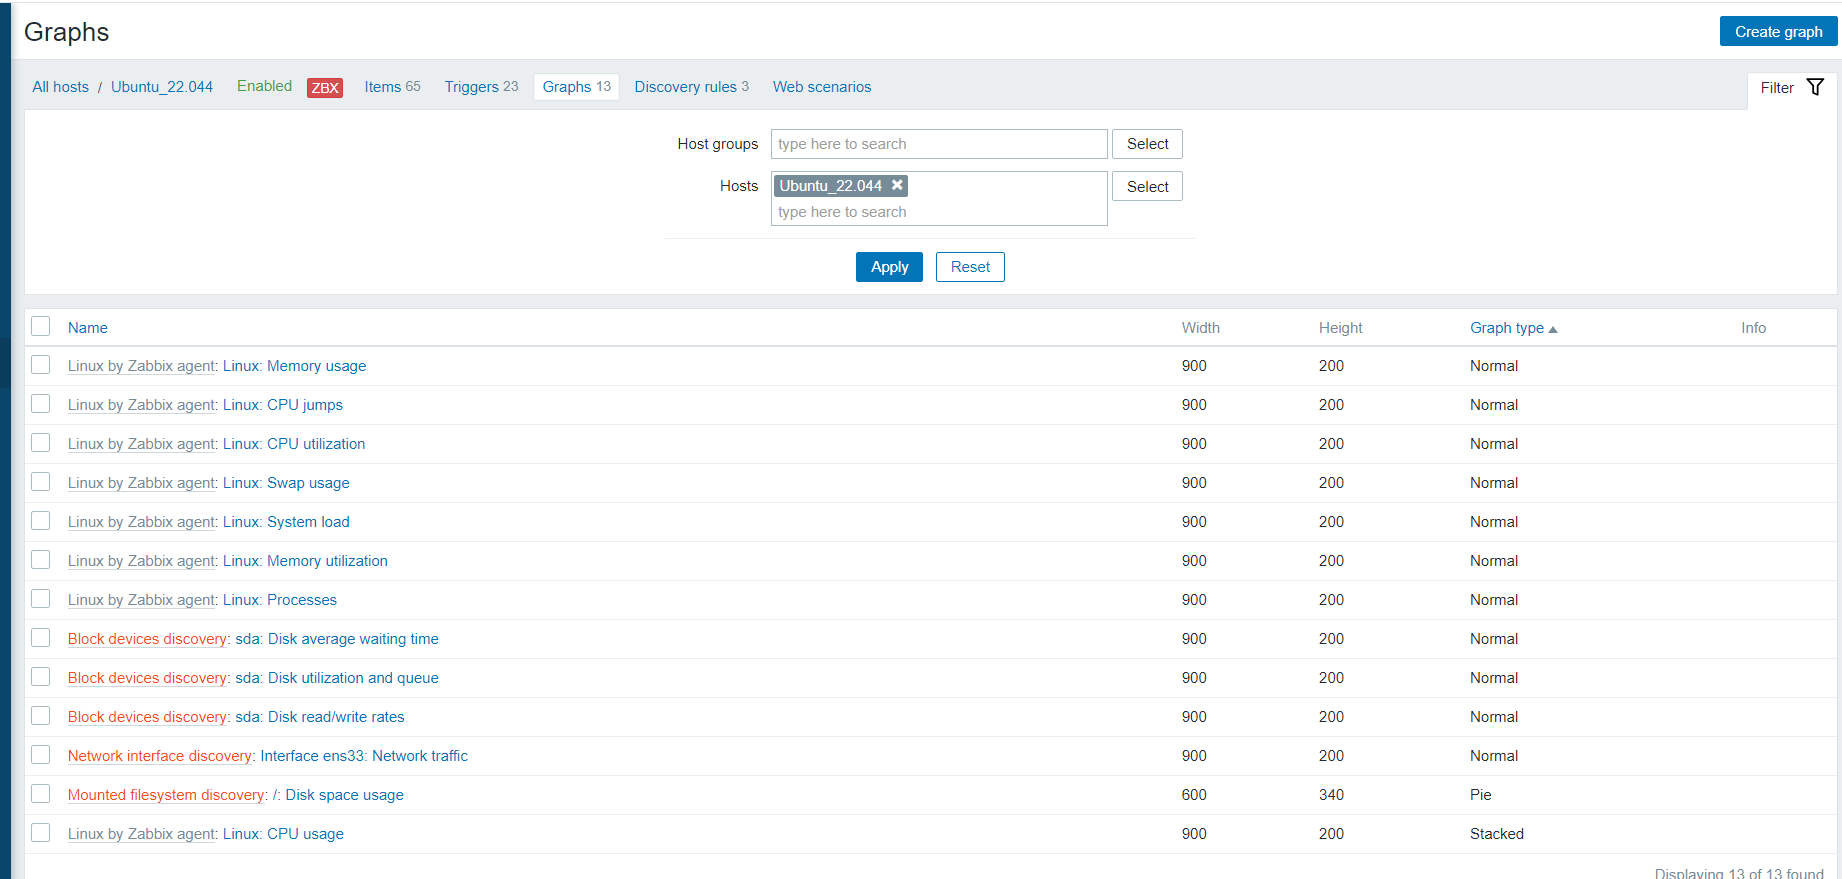 Graphs
Create graph
All hosts / Ubuntu_22.044 Enabled ZBX Items 65 Triggers 23 Graphs 13 Discovery rules 3 Web scenarios
Filter
Host groups type here to search Select
Hosts Ubuntu_22.044 Select
type here to search
Apply Reset
Name Width Height Graph type Info
Linux by Zabbix agent: Linux: Memory usage 900 200 Normal
Linux by Zabbix agent: Linux: CPU jumps 900 200 Normal
Linux by Zabbix agent: Linux: CPU utilization 900 200 Normal
Linux by Zabbix agent: Linux: Swap usage 900 200 Normal
Linux by Zabbix agent: Linux: System load 900 200 Normal
Linux by Zabbix agent: Linux: Memory utilization 900 200 Normal
Linux by Zabbix agent: Linux: Processes 900 200 Normal
Block devices discovery: sda: Disk average waiting time 900 200 Normal
Block devices discovery: sda: Disk utilization and queue 900 200 Normal
Block devices discovery: sda: Disk read/write rates 900 200 Normal
Network interface discovery: Interface ens33: Network traffic 900 200 Normal
Mounted filesystem discovery: /: Disk space usage 600 340 Pie
Linux by Zabbix agent: Linux: CPU usage 900 200 Stacked
Displaying 13 of 13 found